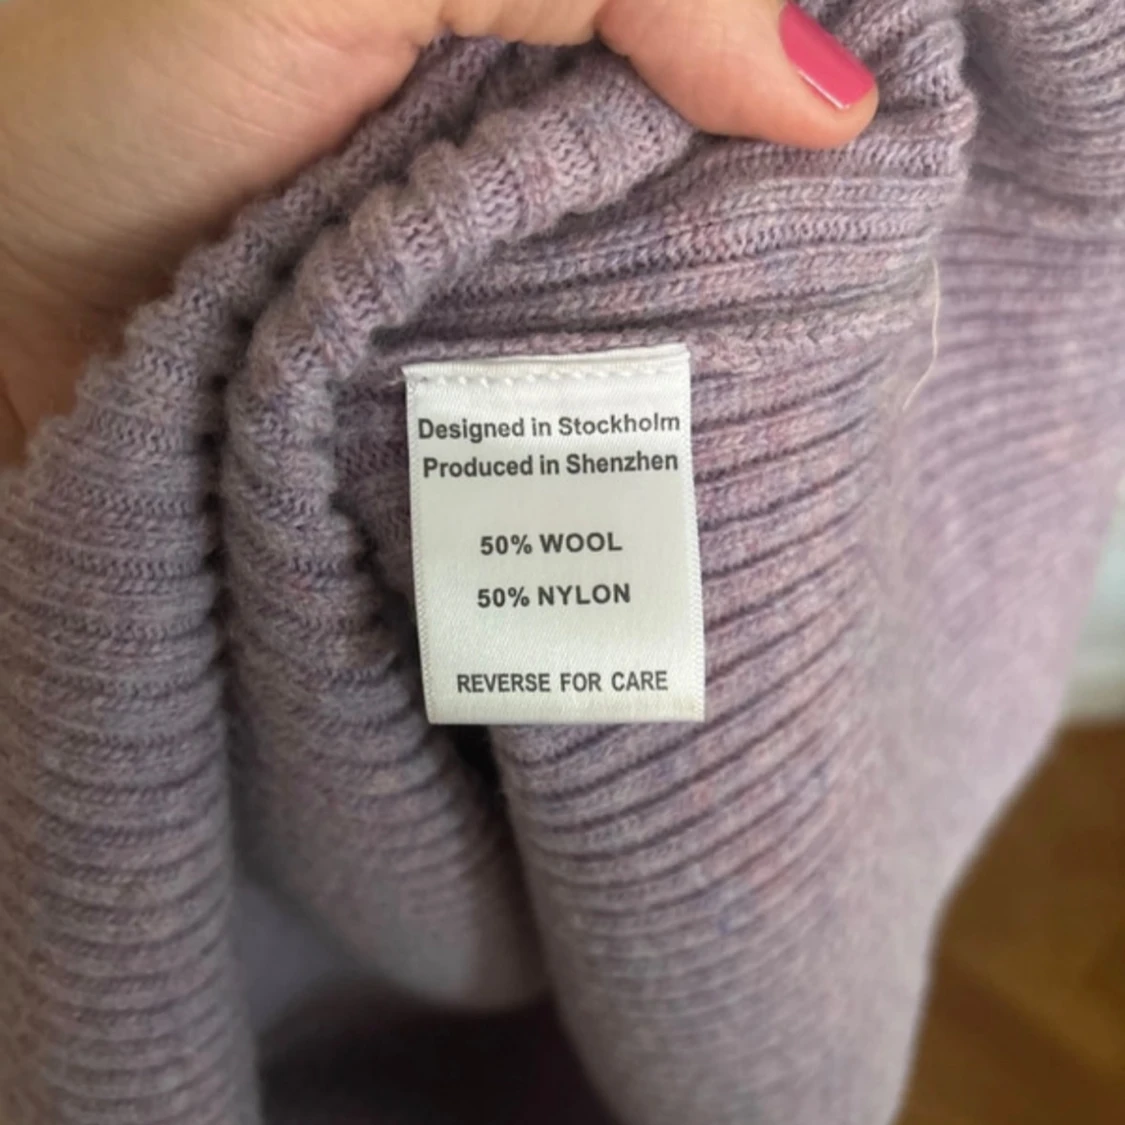 Designed in Stockholm
Produced in Shenzhen
50% WOOL
50% NYLON
REVERSE FOR CARE